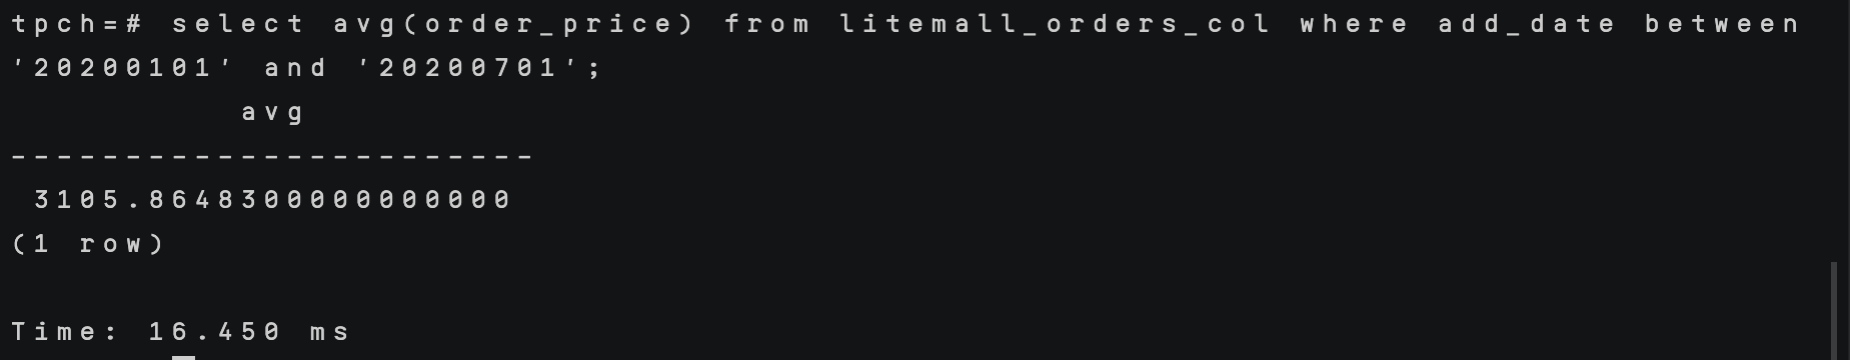 tpch=# select avg(order_price) from litemall_orders_col where add_date between
'20200101' and '20200701';
avg
-----------------------
3105.8648300000000000
(1 row)
Time: 16.450 ms